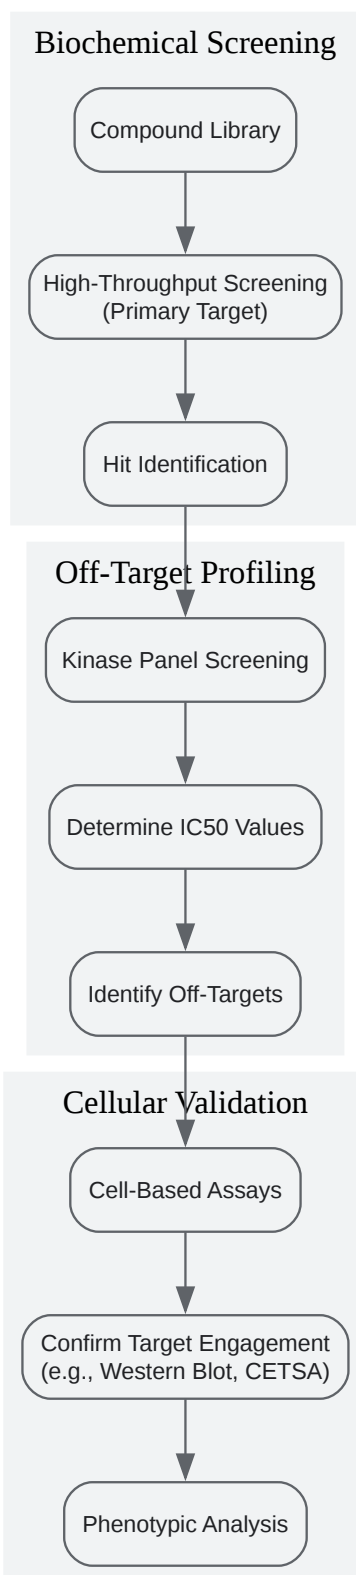 Biochemical Screening
Compound Library
High-Throughput Screening
(Primary Target)
Hit Identification
Off-Target Profiling
Kinase Panel Screening
Determine IC50 Values
Identify Off-Targets
Cellular Validation
Cell-Based Assays
Confirm Target Engagement
(e.g., Western Blot, CETSA)
Phenotypic Analysis